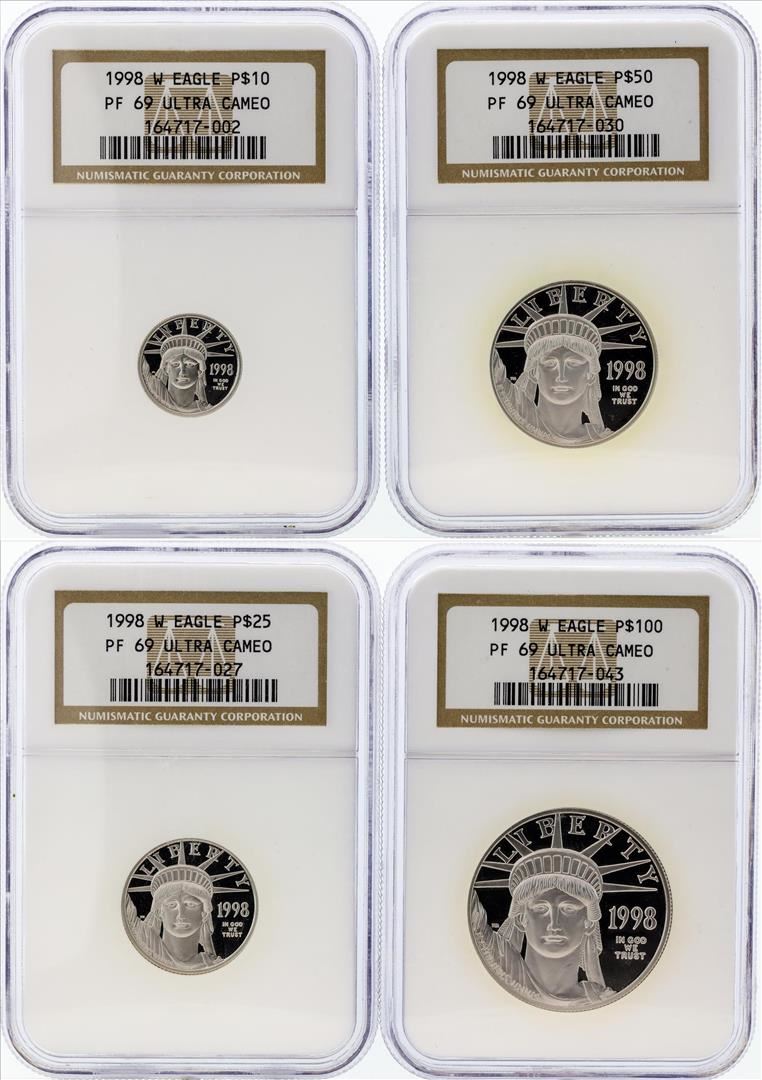 1998 W EAGLE P$10
PF 69 ULTRA CAMEO
164717-002
NUMISMATIC GUARANTY CORPORATION
LIBERTY
1998
IN GOD
WE
TRUST
1998 W EAGLE P$50
PF 69 ULTRA CAMEO
164717-030
NUMISMATIC GUARANTY CORPORATION
LIBERTY
1998
IN GOD
WE
TRUST
1998 W EAGLE P$25
PF 69 ULTRA CAMEO
164717-027
NUMISMATIC GUARANTY CORPORATION
LIBERTY
1998
IN GOD
WE
TRUST
1998 W EAGLE P$100
PF 69 ULTRA CAMEO
164717-043
NUMISMATIC GUARANTY CORPORATION
LIBERTY
1998
IN GOD
WE
TRUST